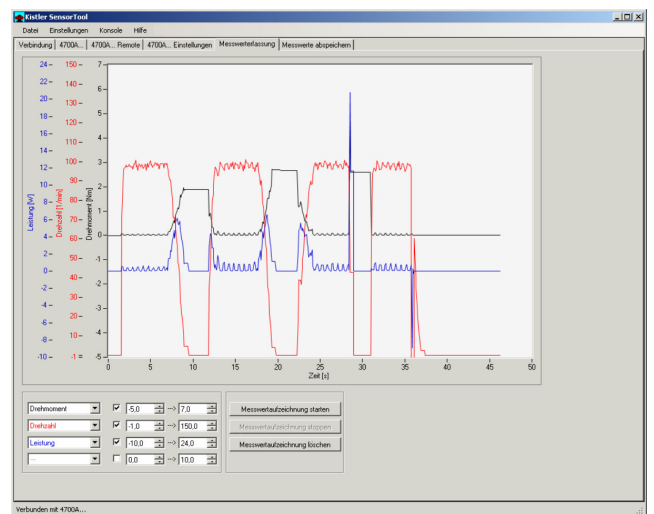 Kistler SensorTool
Datei Einstellungen Konsole Hilfe
Verbindung 4700A... 4700A... Remote 4700A... Einstellungen Messwerterfassung Messwerte abspeichern
24 150 7
22 140 6
20 130 5
18 120 4
16 110 3
14 100 2
12 90 1
10 80 0
8 70 -1
6 60 -2
4 50 -3
2 40 -4
0 30 -5
-2 20
-4 10
-6 -1
-8
-10
Leistung [W]
Drehzahl [1/min]
Drehmoment [Nm]
0 5 10 15 20 25 30 35 40 45 50
Zeit [s]
Drehmoment -5,0 --> 7,0 Messwertaufzeichnung starten
Drehzahl -1,0 --> 150,0 Messwertaufzeichnung stoppen
Leistung -10,0 --> 24,0 Messwertaufzeichnung löschen
--- 0,0 --> 10,0
Verbunden mit 4700A...